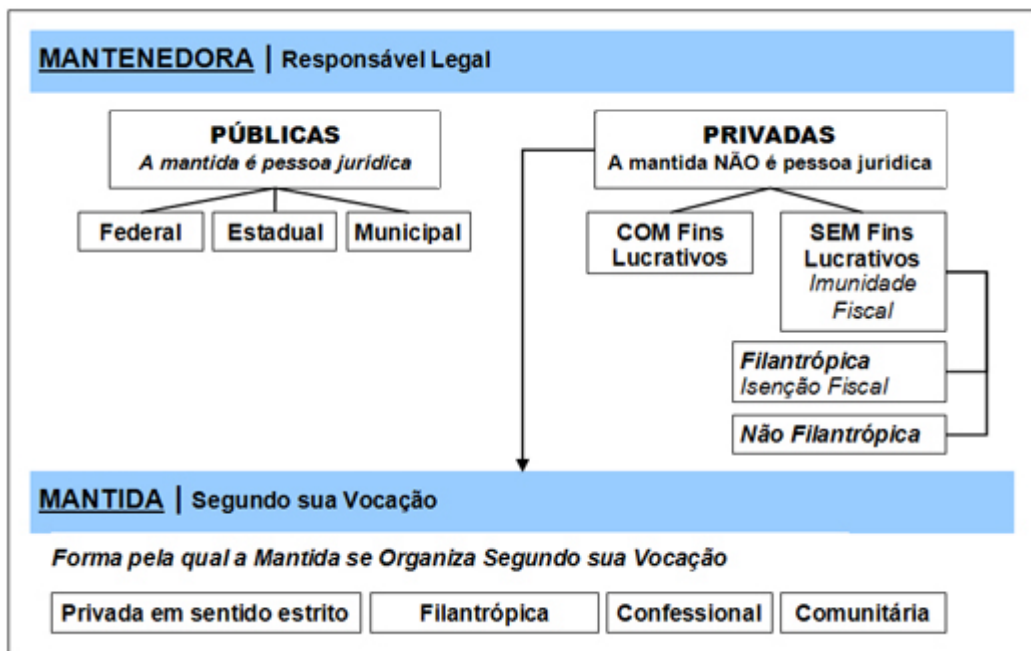 MANTENEDORA | Responsável Legal
PÚBLICAS
A mantida é pessoa jurídica
Federal
Estadual
Municipal
PRIVADAS
A mantida NÃO é pessoa jurídica
COM Fins
Lucrativos
SEM Fins
Lucrativos
Imunidade
Fiscal
Filantrópica
Isenção Fiscal
Não Filantrópica
MANTIDA | Segundo sua Vocação
Forma pela qual a Mantida se Organiza Segundo sua Vocação
Privada em sentido estrito
Filantrópica
Confessional
Comunitária